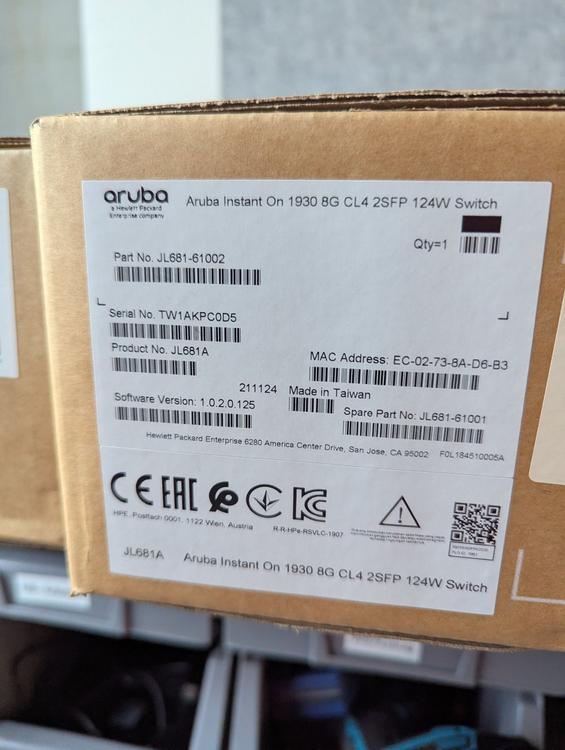 aruba
a Hewlett Packard
Enterprise company
Aruba Instant On 1930 8G CL4 2SFP 124W Switch
Qty=1
Part No. JL681-61002
Serial No. TW1AKPC0D5
Product No. JL681A
MAC Address: EC-02-73-8A-D6-B3
211124
Made in Taiwan
Software Version: 1.0.2.0.125
Spare Part No: JL681-61001
Hewlett Packard Enterprise 6280 America Center Drive, San Jose, CA 95002 F0L184510005A
CE EAC KC
HPE, Postfach 0001, 1122 Wien, Austria
R-R-HPe-RSVLC-1907
JL681A Aruba Instant On 1930 8G CL4 2SFP 124W Switch